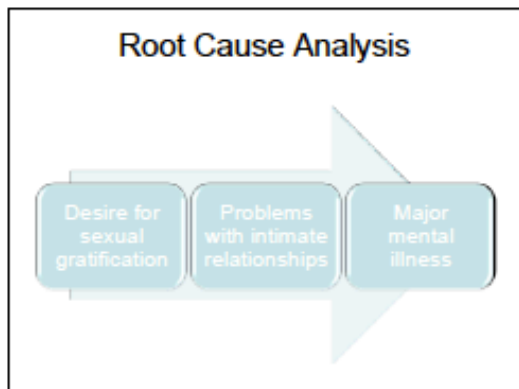 Root Cause Analysis
Desire for
sexual
gratification
Problems
with intimate
relationships
Major
mental
illness